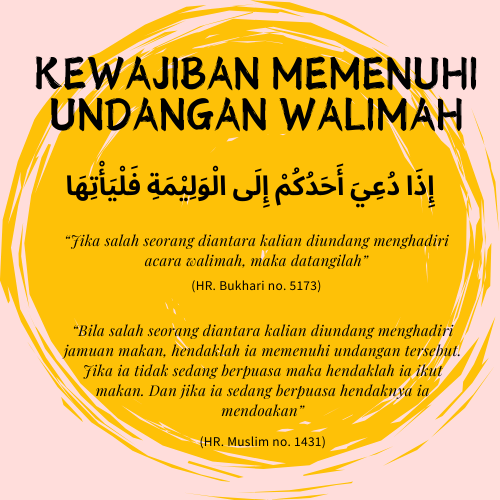 KEWAJIBAN MEMENUHI
UNDANGAN WALIMAH
إِذَا دُعِيَ أَحَدُكُمْ إِلَى الْوَلِيْمَةِ فَلْيَأْتِهَا
“Jika salah seorang diantara kalian diundang menghadiri
acara walimah, maka datangilah”
(HR. Bukhari no. 5173)
“Bila salah seorang diantara kalian diundang menghadiri
jamuan makan, hendaklah ia memenuhi undangan tersebut.
Jika ia tidak sedang berpuasa maka hendaklah ia ikut
makan. Dan jika ia sedang berpuasa hendaknya ia
mendoakan”
(HR. Muslim no. 1431)